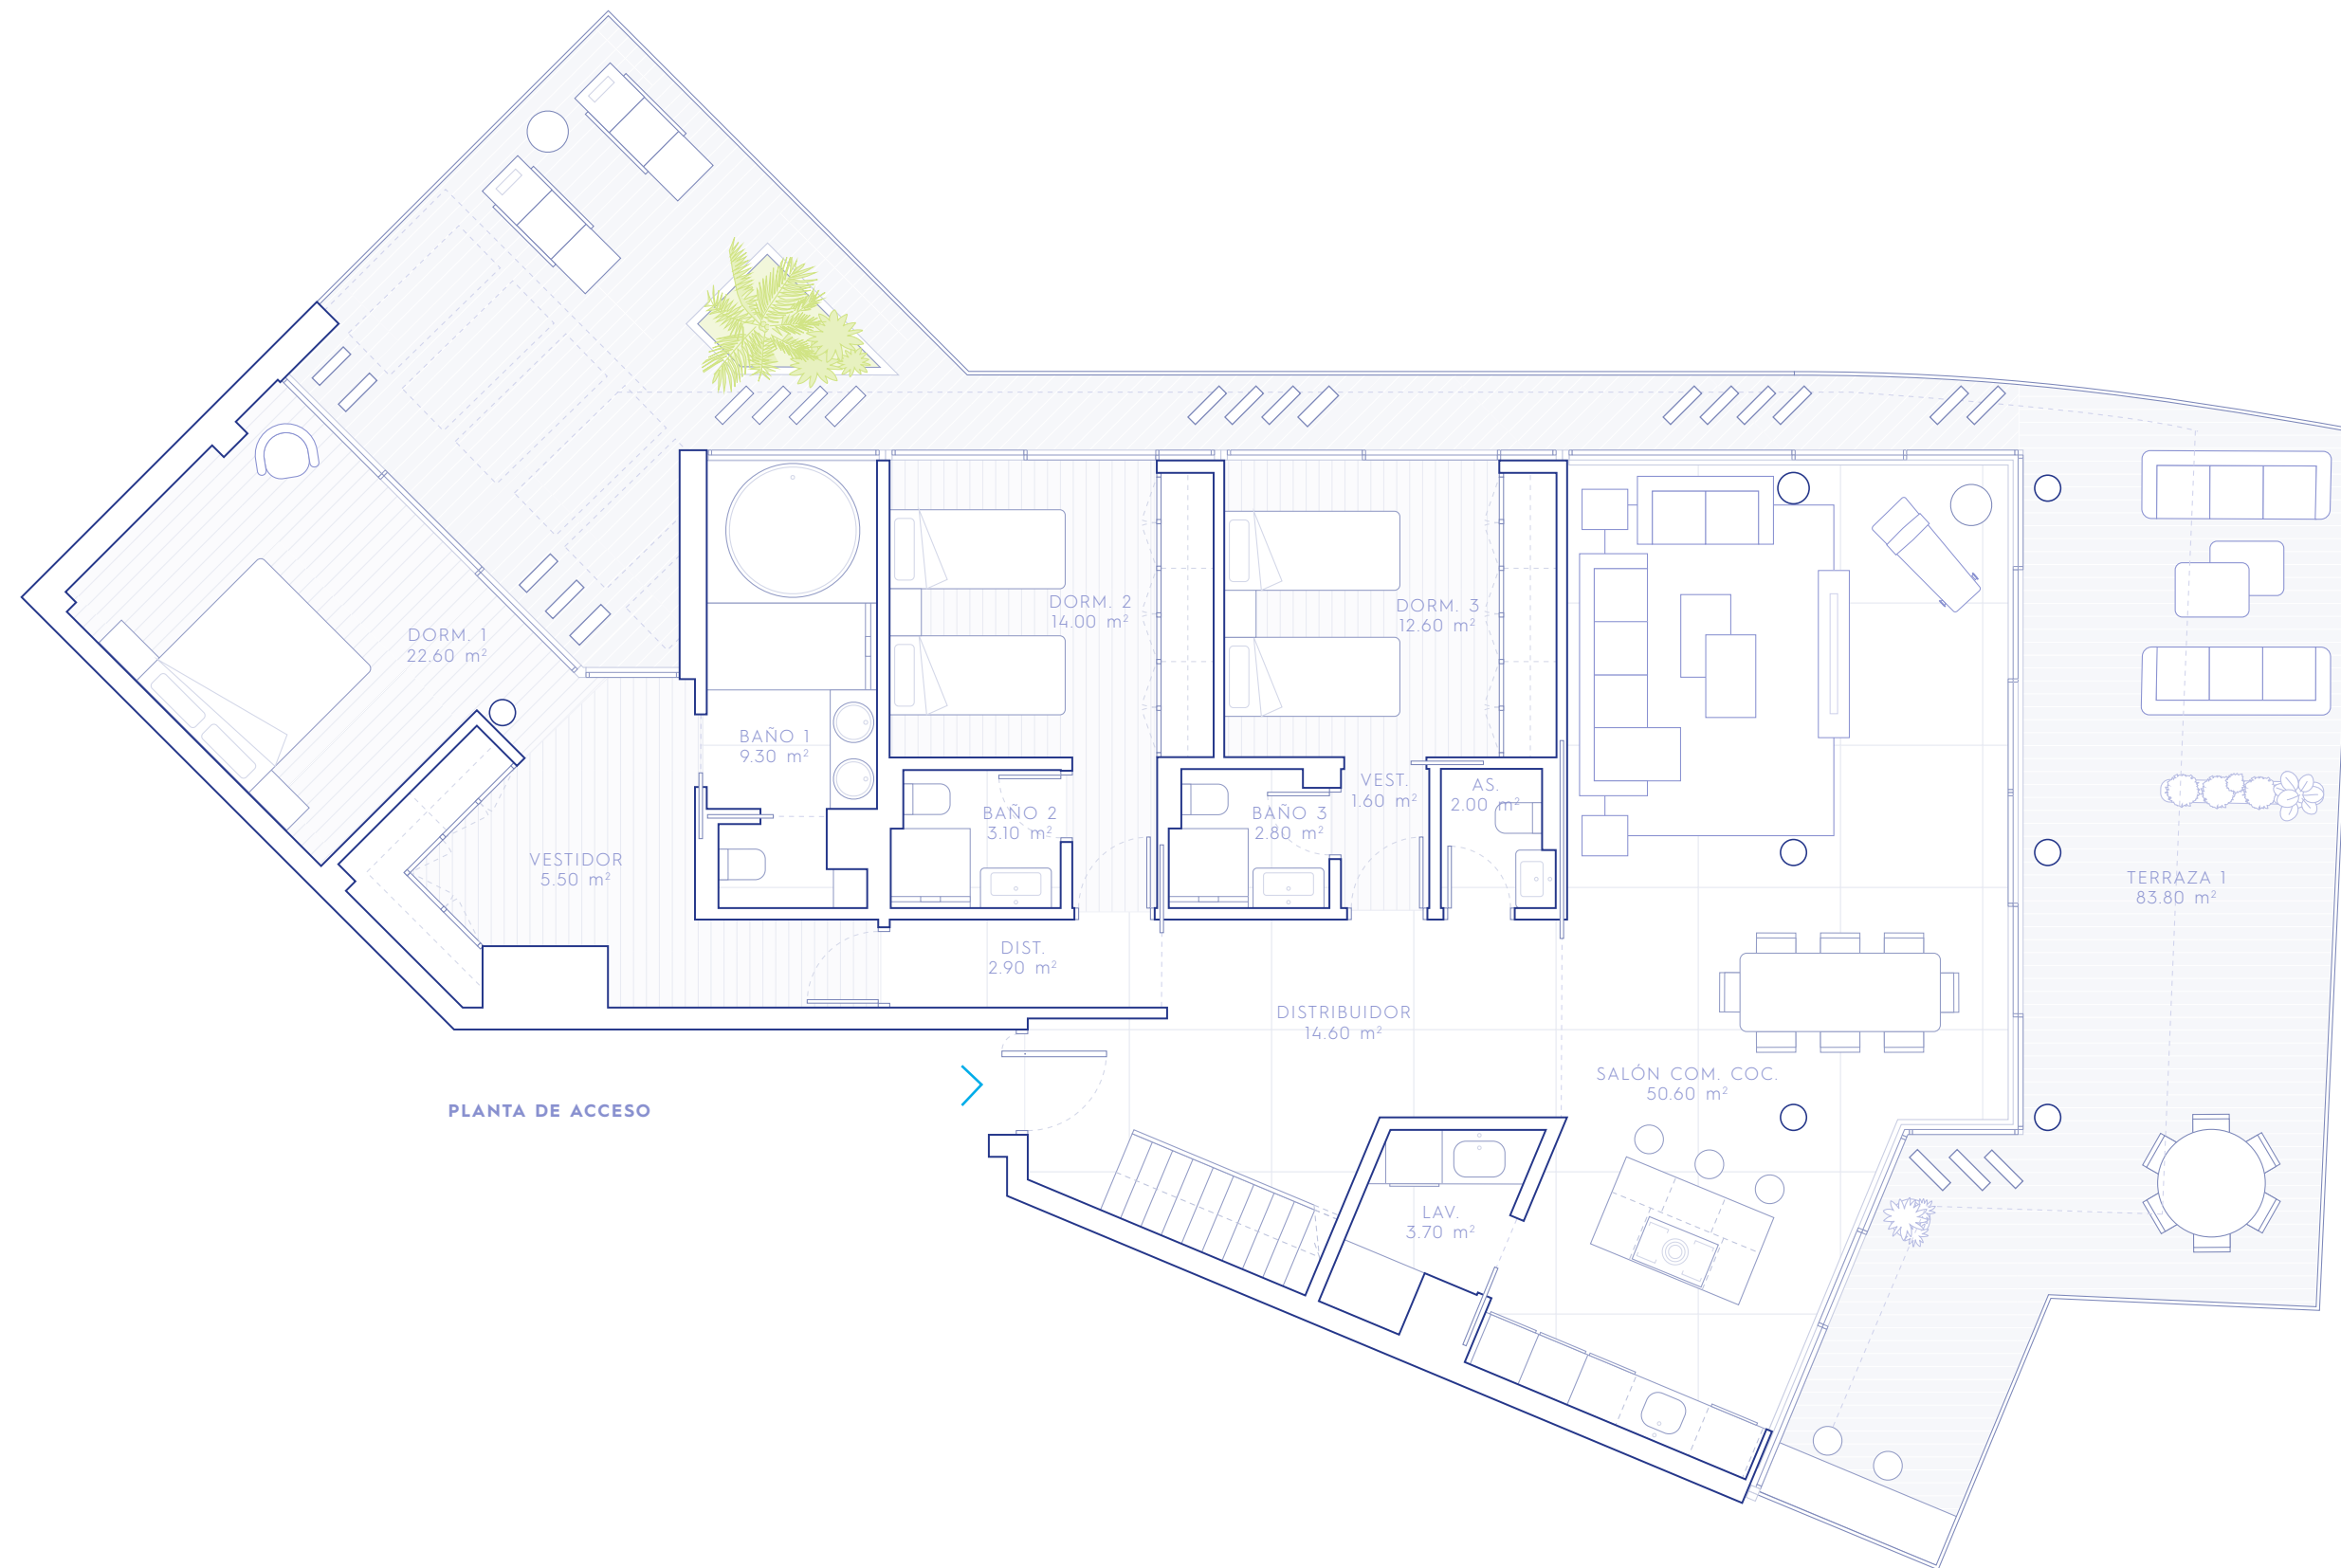 DORM. 1
22.60 m²
VESTIDOR
5.50 m²
BAÑO 1
9.30 m²
DORM. 2
14.00 m²
BAÑO 2
3.10 m²
DORM. 3
12.60 m²
BAÑO 3
2.80 m²
VEST.
1.60 m²
AS.
2.00 m²
DIST.
2.90 m²
DISTRIBUIDOR
14.60 m²
SALÓN COM. COC.
50.60 m²
LAV.
3.70 m²
TERRAZA 1
83.80 m²
PLANTA DE ACCESO